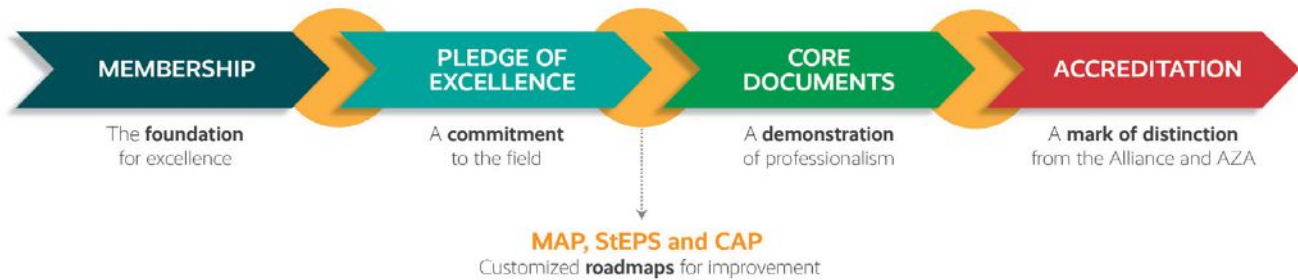 MEMBERSHIP
The foundation
for excellence
PLEDGE OF
EXCELLENCE
A commitment
to the field
CORE
DOCUMENTS
A demonstration
of professionalism
ACCREDITATION
A mark of distinction
from the Alliance and AZA
MAP, StEPS and CAP
Customized roadmaps for improvement